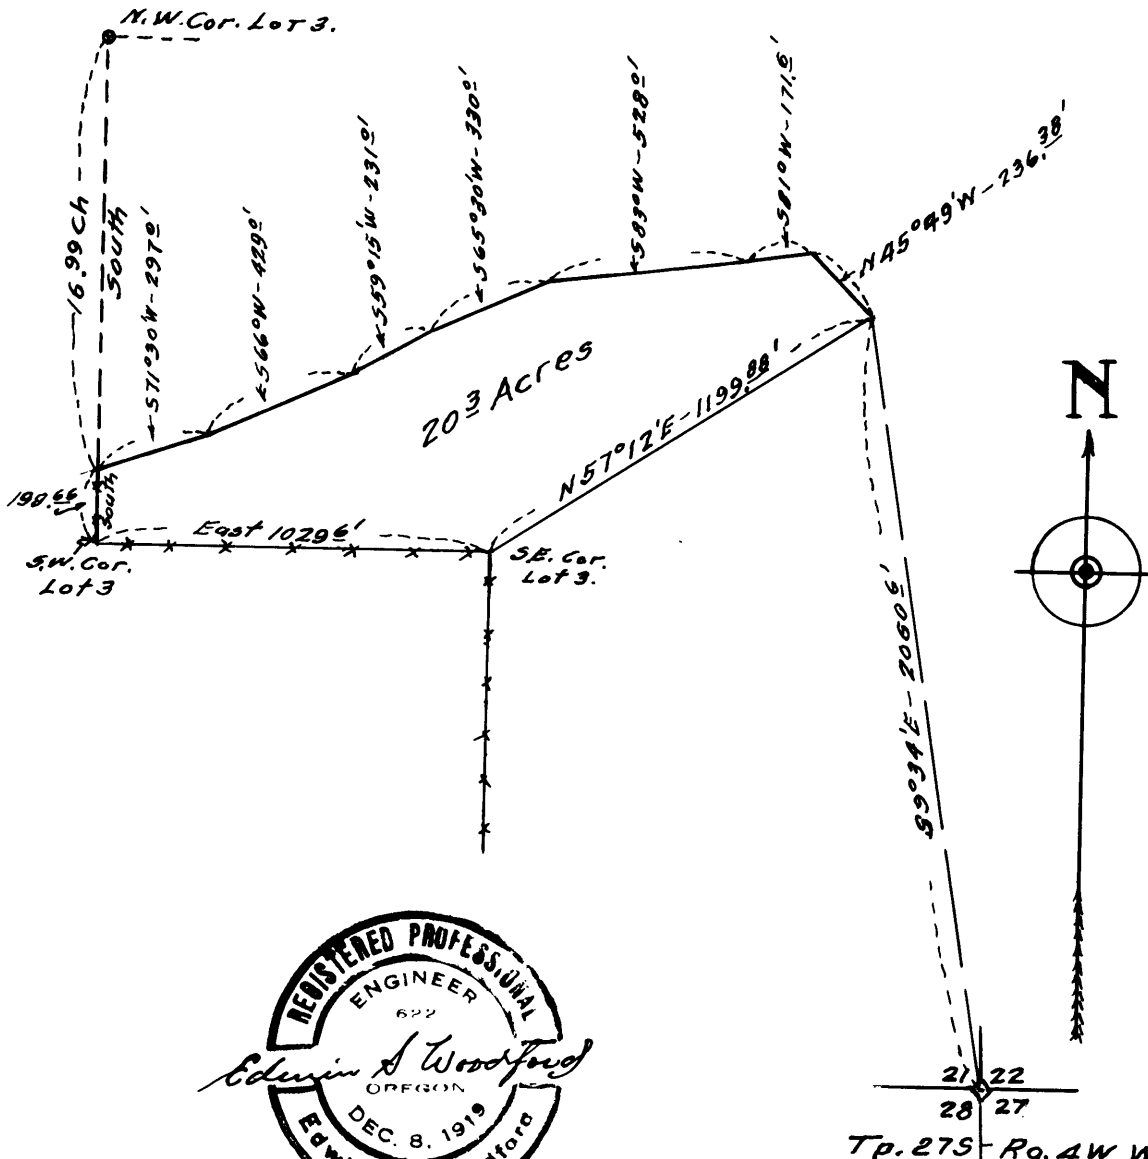 N.W. Cor. Lot 3.
16.99 Ch
South
S71°30'W-297.0'
S66°W-429.0'
S59°15'W-231.0'
S65°30'W-330.0'
S83°W-528.0'
S81°W-171.6'
N45°49'W-236.38'
20.3 Acres
N57°12'E-1199.88'
198.66
South
East 1029.6'
S.W. Cor.
Lot 3
S.E. Cor.
Lot 3.
N
S9°34'E-2060.6'
REGISTERED PROFESSIONAL
ENGINEER
622
Edwin S Woodford
OREGON
DEC. 8, 1919
21 22
28 27
Tp. 27S-Rg. 4W W